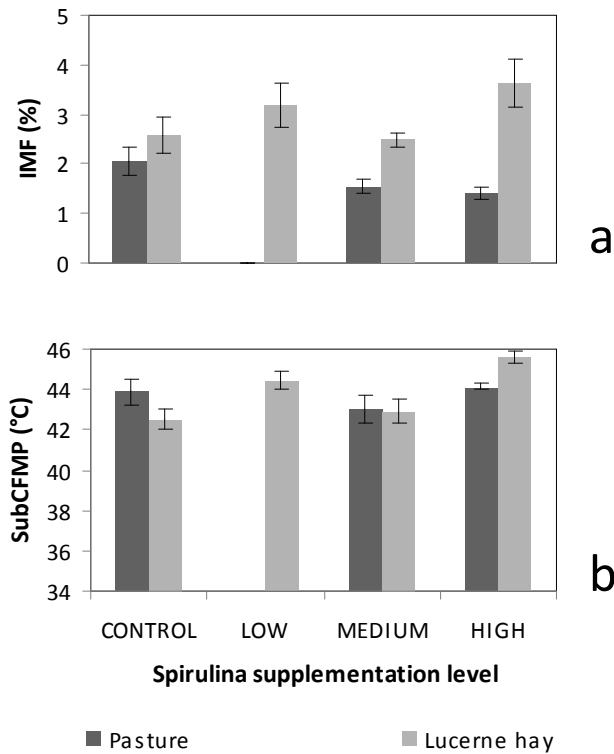 5
4
3
2
1
0
IMF (%)
a
46
44
42
40
38
36
34
SubCFMP (°C)
b
CONTROL LOW MEDIUM HIGH
Spirulina supplementation level
Pasture Lucerne hay